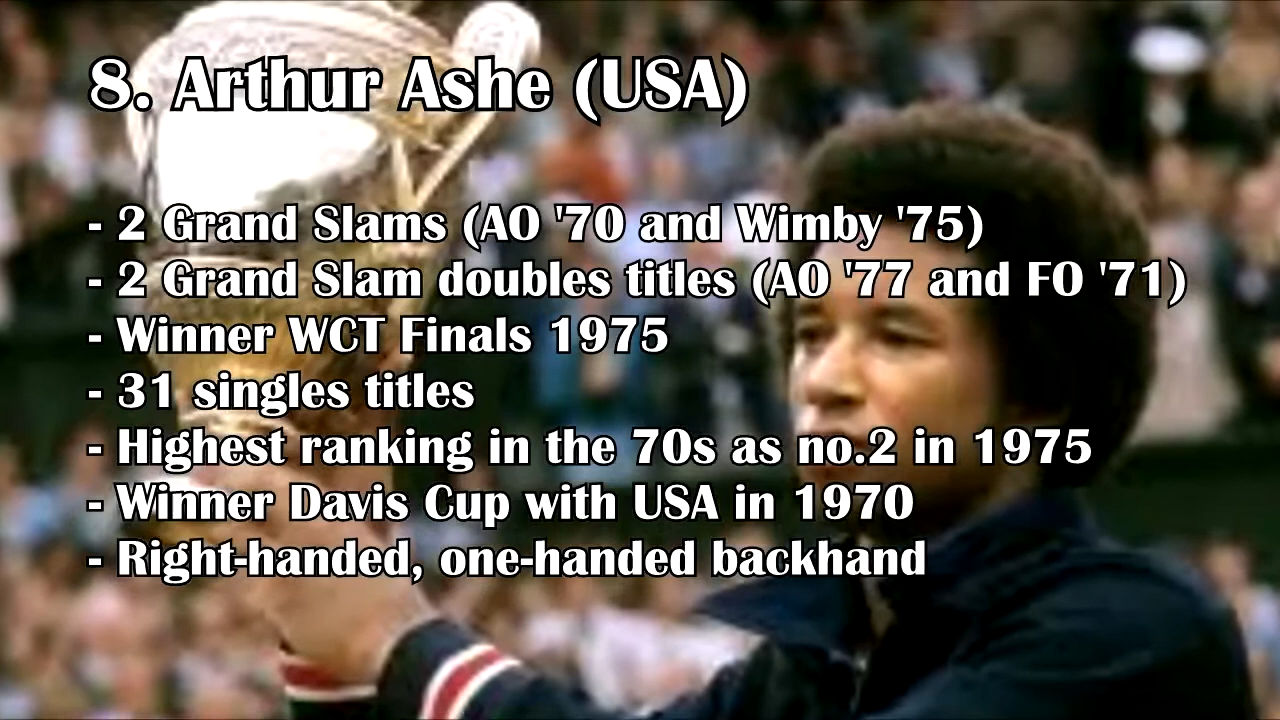 8. Arthur Ashe (USA)
- 2 Grand Slams (AO '70 and Wimby '75)
- 2 Grand Slam doubles titles (AO '77 and FO '71)
- Winner WCT Finals 1975
- 31 singles titles
- Highest ranking in the 70s as no.2 in 1975
- Winner Davis Cup with USA in 1970
- Right-handed, one-handed backhand